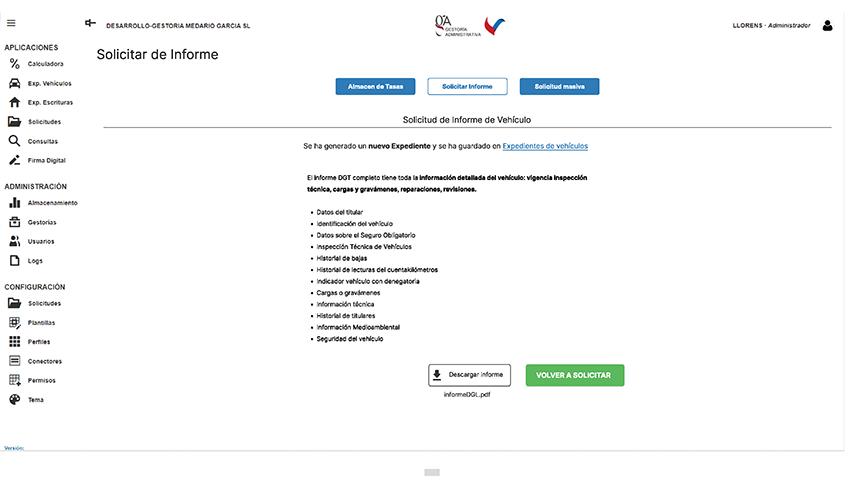 DESARROLLO-GESTORIA MEDARIO GARCIA SL
GESTORÍA
ADMINISTRATIVA
LLORENS - Administrador
APLICACIONES
Calculadora
Exp. Vehículos
Exp. Escrituras
Solicitudes
Consultas
Firma Digital
ADMINISTRACIÓN
Almacenamiento
Gestorías
Usuarios
Logs
CONFIGURACIÓN
Solicitudes
Plantillas
Perfiles
Conectores
Permisos
Tema
Versión:
Solicitar de Informe
Almacen de Tasas
Solicitar Informe
Solicitud masiva
Solicitud de Informe de Vehículo
Se ha generado un nuevo Expediente y se ha guardado en Expedientes de vehículos
El informe DGT completo tiene toda la información detallada del vehículo: vigencia inspección
técnica, cargas y gravámenes, reparaciones, revisiones.
• Datos del titular
• Identificación del vehículo
• Datos sobre el Seguro Obligatorio
• Inspección Técnica de Vehículos
• Historial de bajas
• Historial de lecturas del cuentakilómetros
• Indicador vehículo con denegatoria
• Cargas o gravámenes
• Información técnica
• Historial de titulares
• Información Medioambiental
• Seguridad del vehículo
Descargar informe
VOLVER A SOLICITAR
informeDGL.pdf